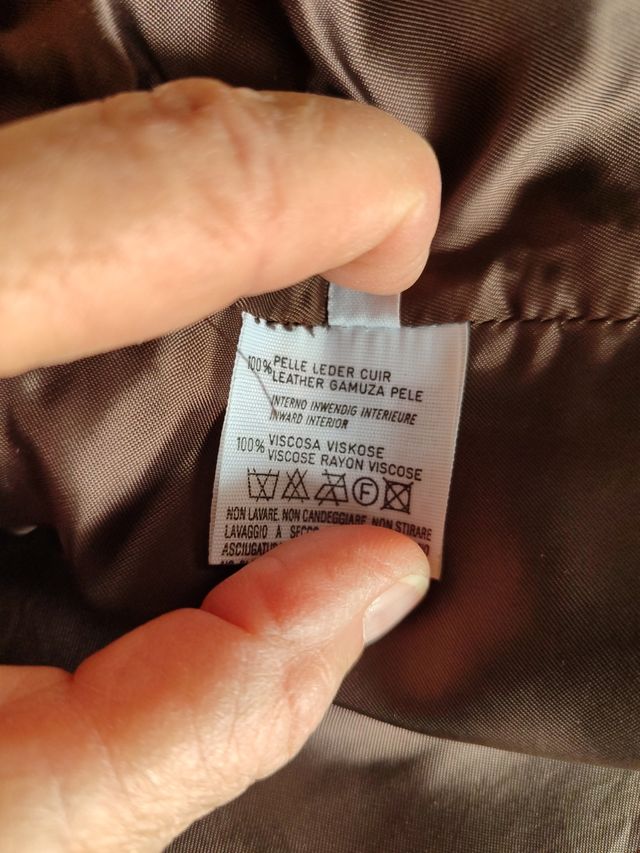 100% PELLE LEDER CUIR
LEATHER GAMUZA PELE
INTERNO INWENDIG INTERIEURE
INWARD INTERIOR
100% VISCOSA VISKOSE
VISCOSE RAYON VISCOSE
F
NON LAVARE. NON CANDEGGIARE. NON STIRARE
LAVAGGIO A